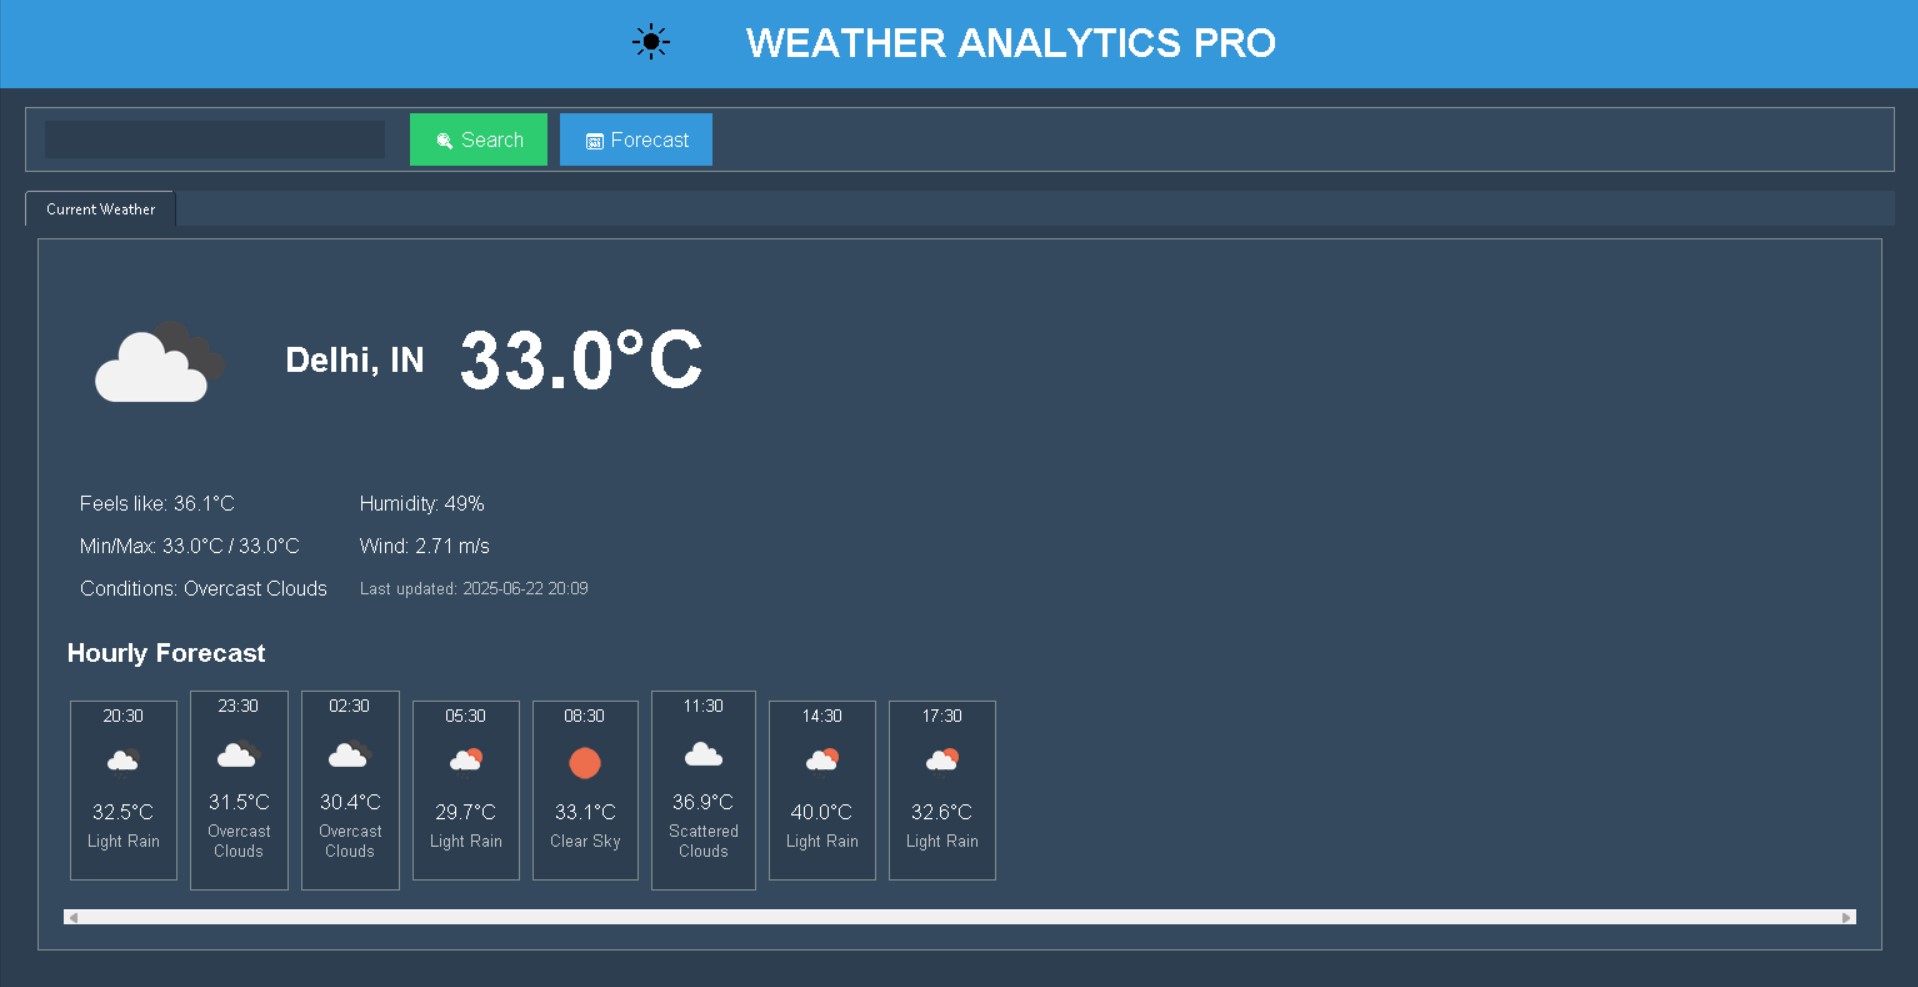 WEATHER ANALYTICS PRO
Search
Forecast
Current Weather
Delhi, IN
33.0°C
Feels like: 36.1°C
Humidity: 49%
Min/Max: 33.0°C / 33.0°C
Wind: 2.71 m/s
Conditions: Overcast Clouds
Last updated: 2025-06-22 20:09
Hourly Forecast
20:30
32.5°C
Light Rain
23:30
31.5°C
Overcast
Clouds
02:30
30.4°C
Overcast
Clouds
05:30
29.7°C
Light Rain
08:30
33.1°C
Clear Sky
11:30
36.9°C
Scattered
Clouds
14:30
40.0°C
Light Rain
17:30
32.6°C
Light Rain